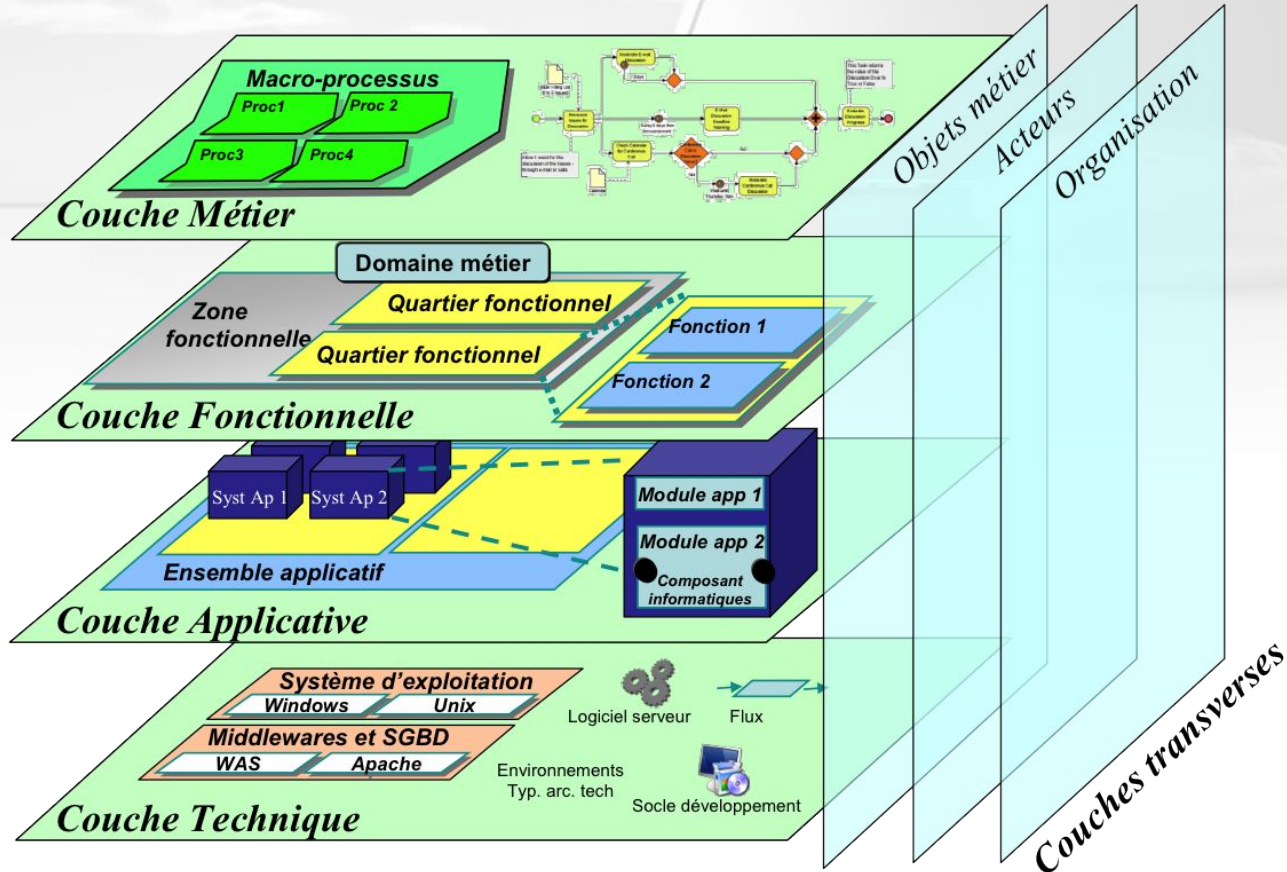 Macro-processus
Proc1
Proc 2
Proc3
Proc4
Couche Métier
Objets métier
Acteurs
Organisation
Domaine métier
Zone
fonctionnelle
Quartier fonctionnel
Quartier fonctionnel
Fonction 1
Fonction 2
Couche Fonctionnelle
Syst Ap 1
Syst Ap 2
Module app 1
Module app 2
Composant
informatiques
Ensemble applicatif
Couche Applicative
Système d'exploitation
Windows
Unix
Middlewares et SGBD
WAS
Apache
Logiciel serveur
Flux
Environnements
Typ. arc. tech
Socle développement
Couche Technique
Couches transverses